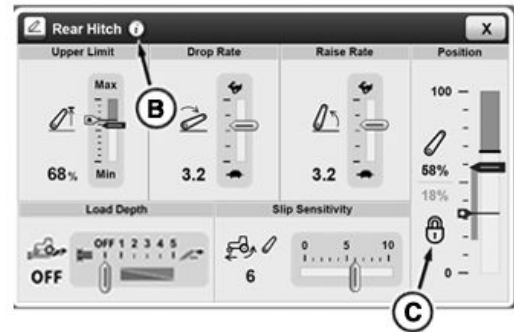 Rear Hitch i X
Upper Limit Drop Rate Raise Rate Position
Max
Min
68%
3.2
3.2
100
58%
18%
0
B
Load Depth Slip Sensitivity
OFF 1 2 3 4 5
OFF
0 5 10
6
C